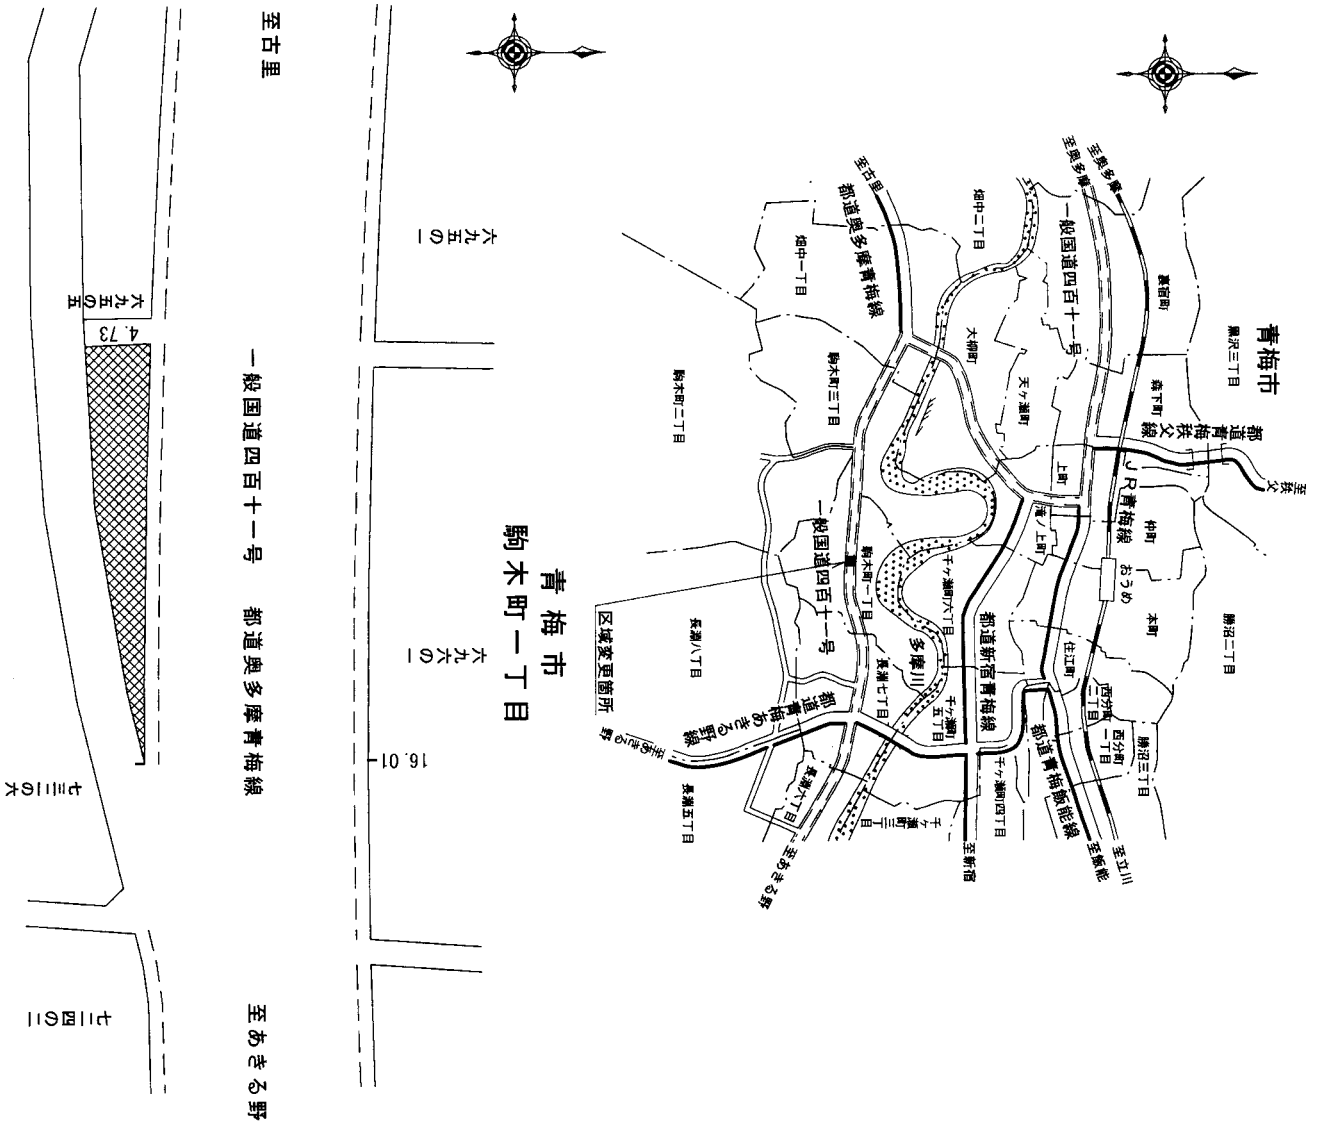 青梅市
黒沢三丁目
裏宿町
森下町
至奥多摩
至奥多摩
一般国道四百十一号
都道青梅秩父線
至秩父
JR青梅線
仲町
おうめ
本町
勝沼二丁目
上町
滝ノ上町
住江町
西分町二丁目
西分町一丁目
勝沼三丁目
都道青梅飯能線
至飯能
至立川
畑中二丁目
大柳町
天ヶ瀬町
至古里
都道奥多摩青梅線
畑中一丁目
駒木町三丁目
駒木町二丁目
一般国道四百十一号
駒木町一丁目
千ヶ瀬町六丁目
都道新宿青梅線
多摩川
千ヶ瀬町五丁目
千ヶ瀬町四丁目
千ヶ瀬町三丁目
至新宿
長淵八丁目
長淵七丁目
長淵六丁目
長淵五丁目
都道青梅あきる野線
至あきる野
至あきる野
区域変更箇所
青梅市
駒木町一丁目
六九五の一
六九六の一
16.01
至古里
一般国道四百十一号 都道奥多摩青梅線
至あきる野
六九五の五
4.73
七三二の六
七二四の二